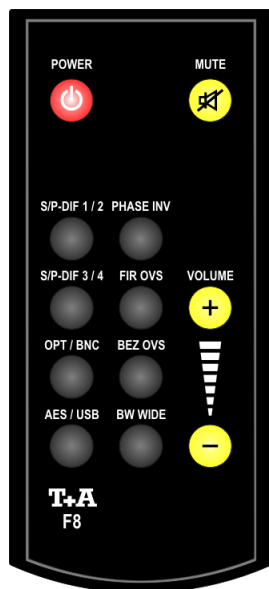 POWER MUTE
S/P-DIF 1 / 2 PHASE INV
S/P-DIF 3 / 4 FIR OVS VOLUME
+
OPT / BNC BEZ OVS
AES / USB BW WIDE
−
T+A
F8